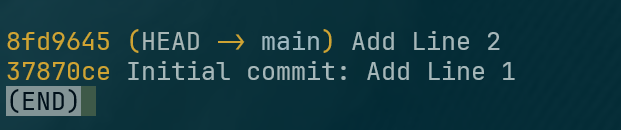 8fd9645 (HEAD -> main) Add Line 2
37870ce Initial commit: Add Line 1
(END)